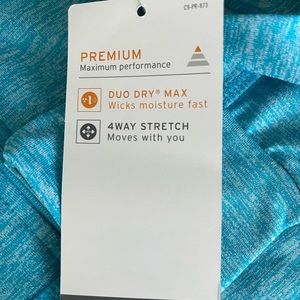 C9-PR-873
PREMIUM
Maximum performance
DUO DRY® MAX
Wicks moisture fast
4WAY STRETCH
Moves with you